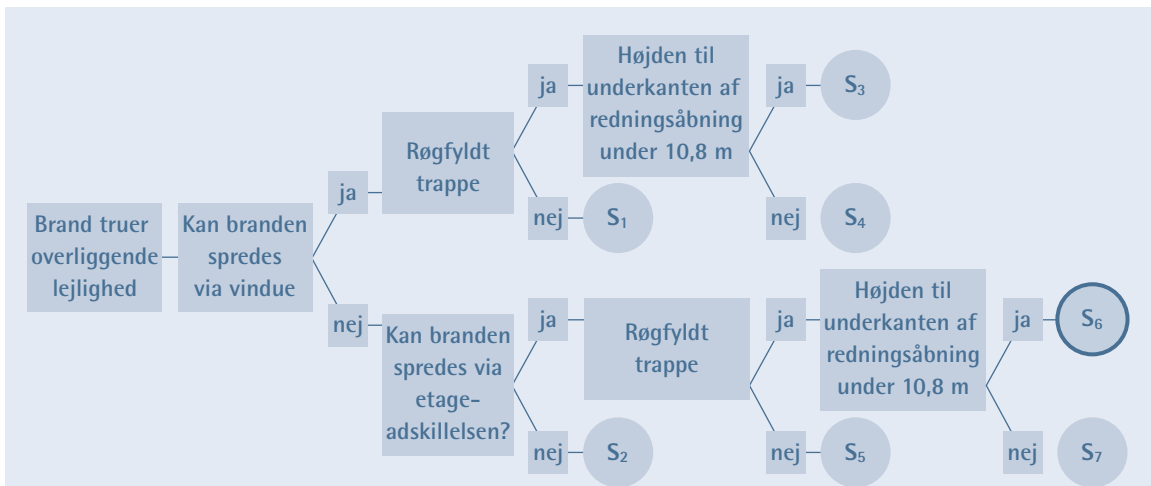 Brand truer
overliggende
lejlighed
Kan branden
spredes
via vindue
ja
Røgfyldt
trappe
ja
Højden til
underkanten af
redningsåbning
under 10,8 m
ja
S₃
nej
S₄
nej
S₁
nej
Kan branden
spredes via
etage-
adskillelsen?
ja
Røgfyldt
trappe
ja
Højden til
underkanten af
redningsåbning
under 10,8 m
ja
S₆
nej
S₇
nej
S₅
nej
S₂